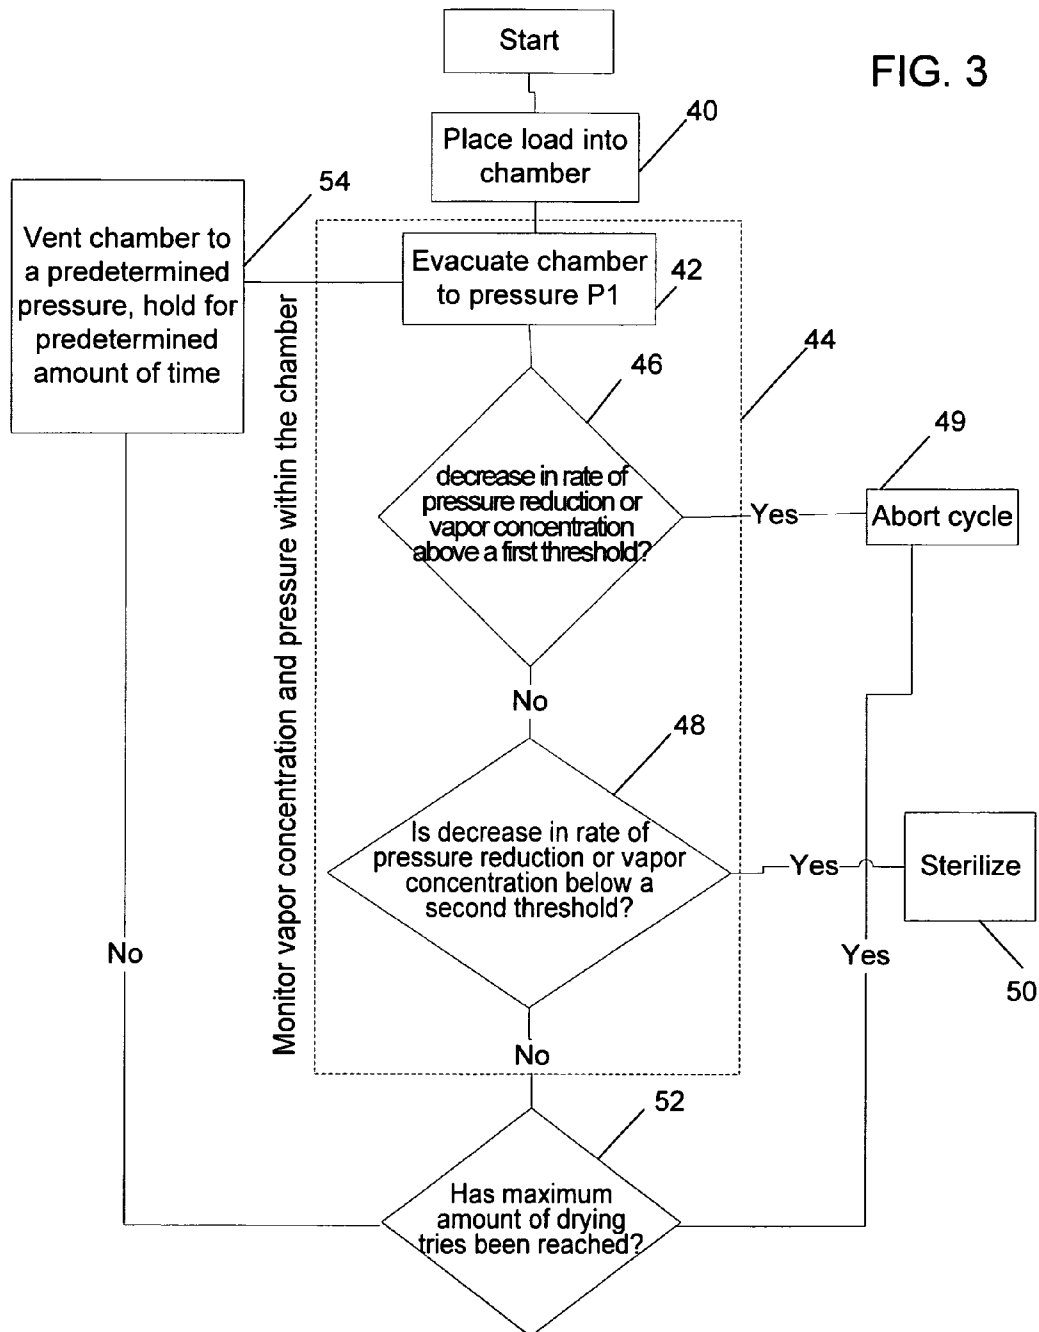 Start
FIG. 3
40
Place load into
chamber
54
Vent chamber to
a predetermined
pressure, hold for
predetermined
amount of time
Evacuate chamber
to pressure P1
42
Monitor vapor concentration and pressure within the chamber
44
46
decrease in rate of
pressure reduction or
vapor concentration
above a first threshold?
Yes
49
Abort cycle
No
48
Is decrease in rate of
pressure reduction or vapor
concentration below a
second threshold?
Yes
Sterilize
50
No
Yes
No
52
Has maximum
amount of drying
tries been reached?